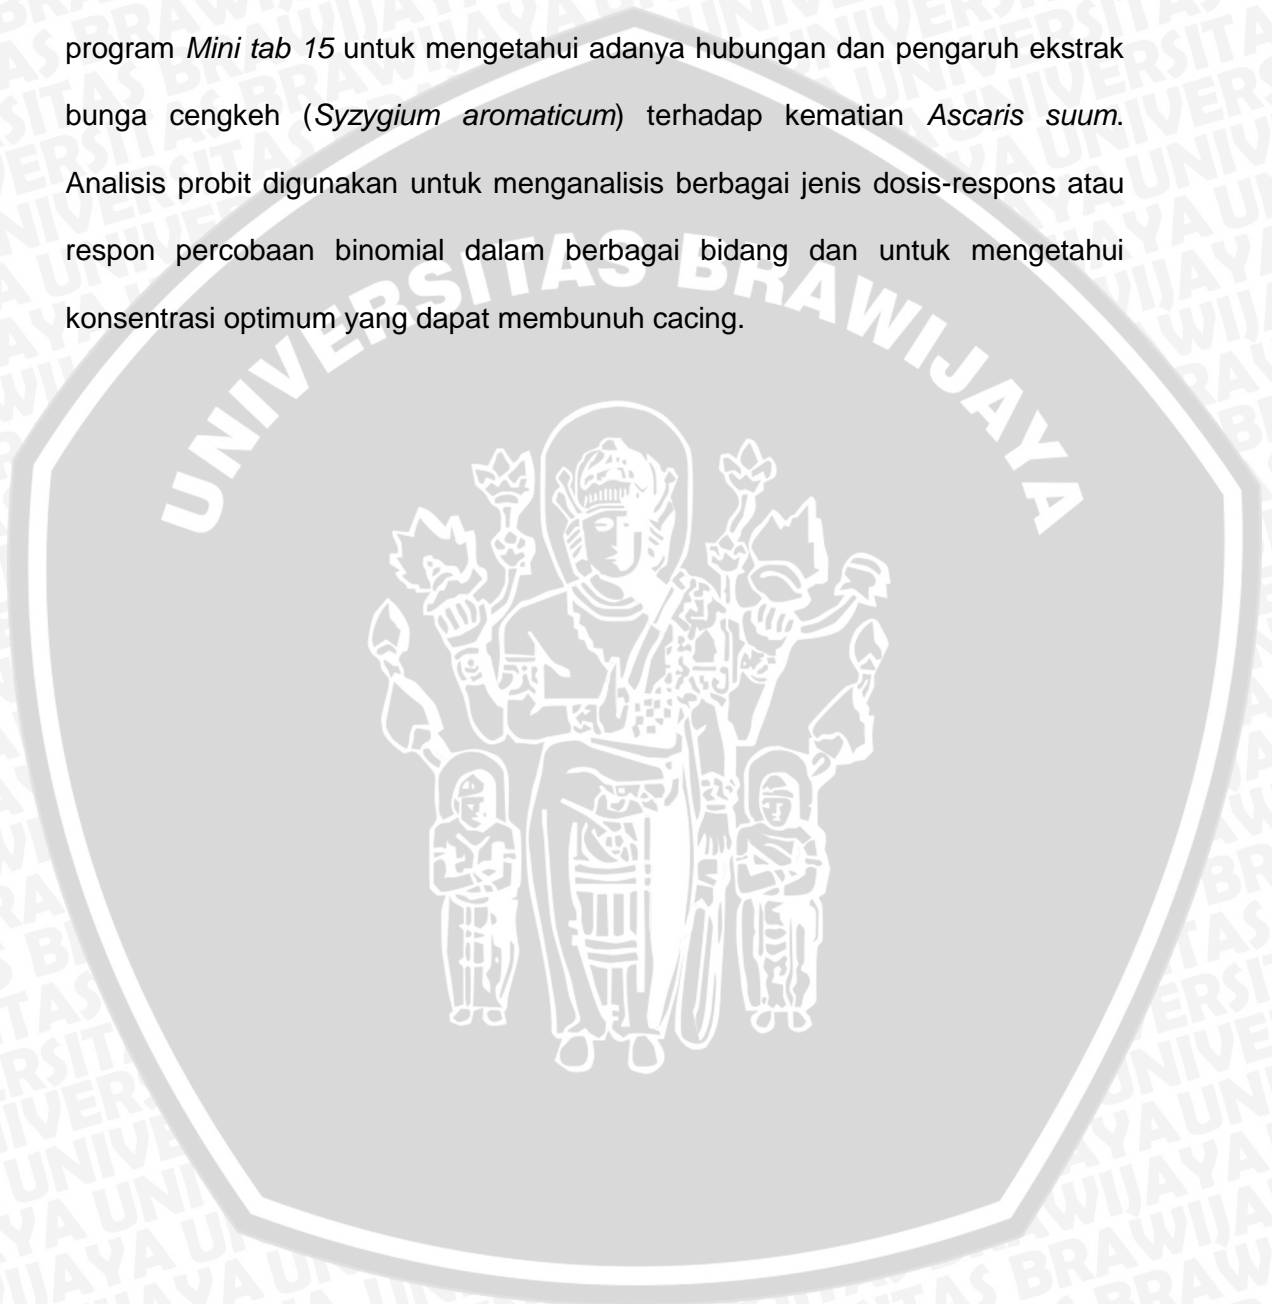 program Mini tab 15 untuk mengetahui adanya hubungan dan pengaruh ekstrak
bunga cengkeh (Syzygium aromaticum) terhadap kematian Ascaris suum.
Analisis probit digunakan untuk menganalisis berbagai jenis dosis-respons atau
respon percobaan binomial dalam berbagai bidang dan untuk mengetahui
konsentrasi optimum yang dapat membunuh cacing.
UNIVERSITAS BRAWIJAYA